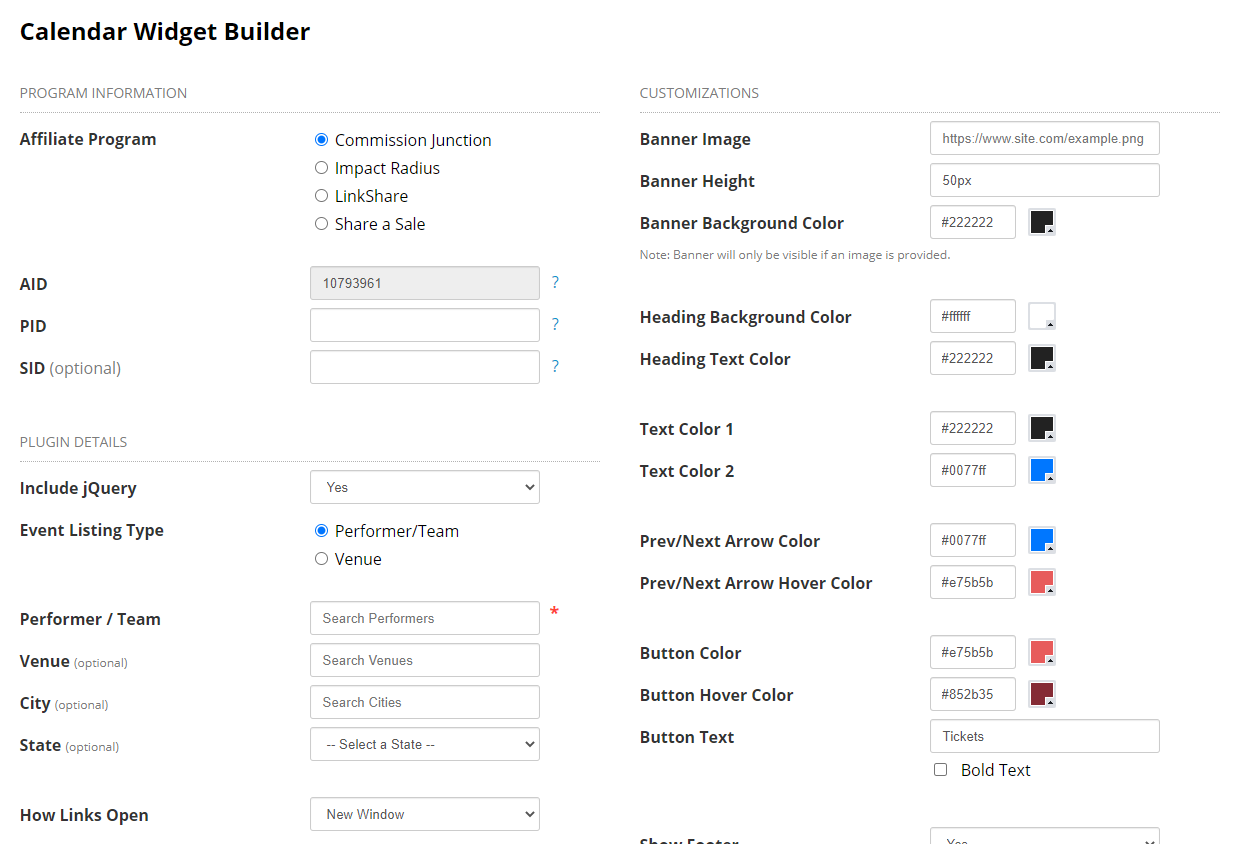 Calendar Widget Builder
PROGRAM INFORMATION
Affiliate Program
Commission Junction
Impact Radius
LinkShare
Share a Sale
AID 10793961 ?
PID ?
SID (optional) ?
PLUGIN DETAILS
Include jQuery Yes
Event Listing Type
Performer/Team
Venue
Performer / Team Search Performers *
Venue (optional) Search Venues
City (optional) Search Cities
State (optional) -- Select a State --
How Links Open New Window
CUSTOMIZATIONS
Banner Image https://www.site.com/example.png
Banner Height 50px
Banner Background Color #222222
Note: Banner will only be visible if an image is provided.
Heading Background Color #ffffff
Heading Text Color #222222
Text Color 1 #222222
Text Color 2 #0077ff
Prev/Next Arrow Color #0077ff
Prev/Next Arrow Hover Color #e75b5b
Button Color #e75b5b
Button Hover Color #852b35
Button Text Tickets
Bold Text
Show Footer Yes